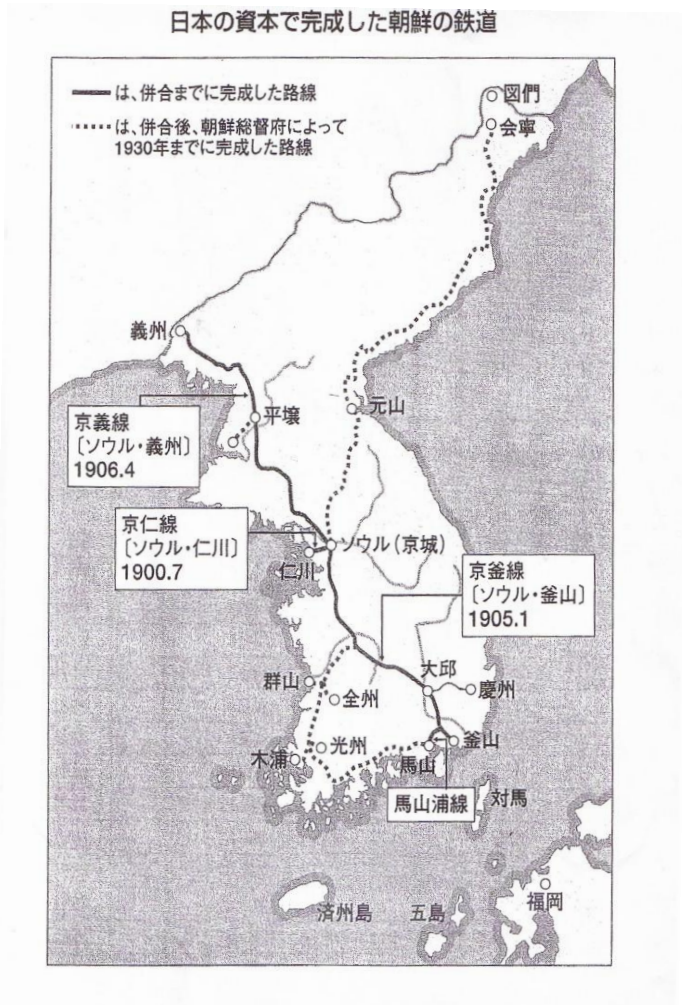 日本の資本で完成した朝鮮の鉄道
は、併合までに完成した路線
は、併合後、朝鮮総督府によって
1930年までに完成した路線
図們
会寧
義州
平壌
元山
京義線
〔ソウル・義州〕
1906.4
京仁線
〔ソウル・仁川〕
1900.7
ソウル（京城）
仁川
京釜線
〔ソウル・釜山〕
1905.1
大邱
群山
慶州
全州
光州
釜山
木浦
馬山
馬山浦線
対馬
福岡
済州島
五島